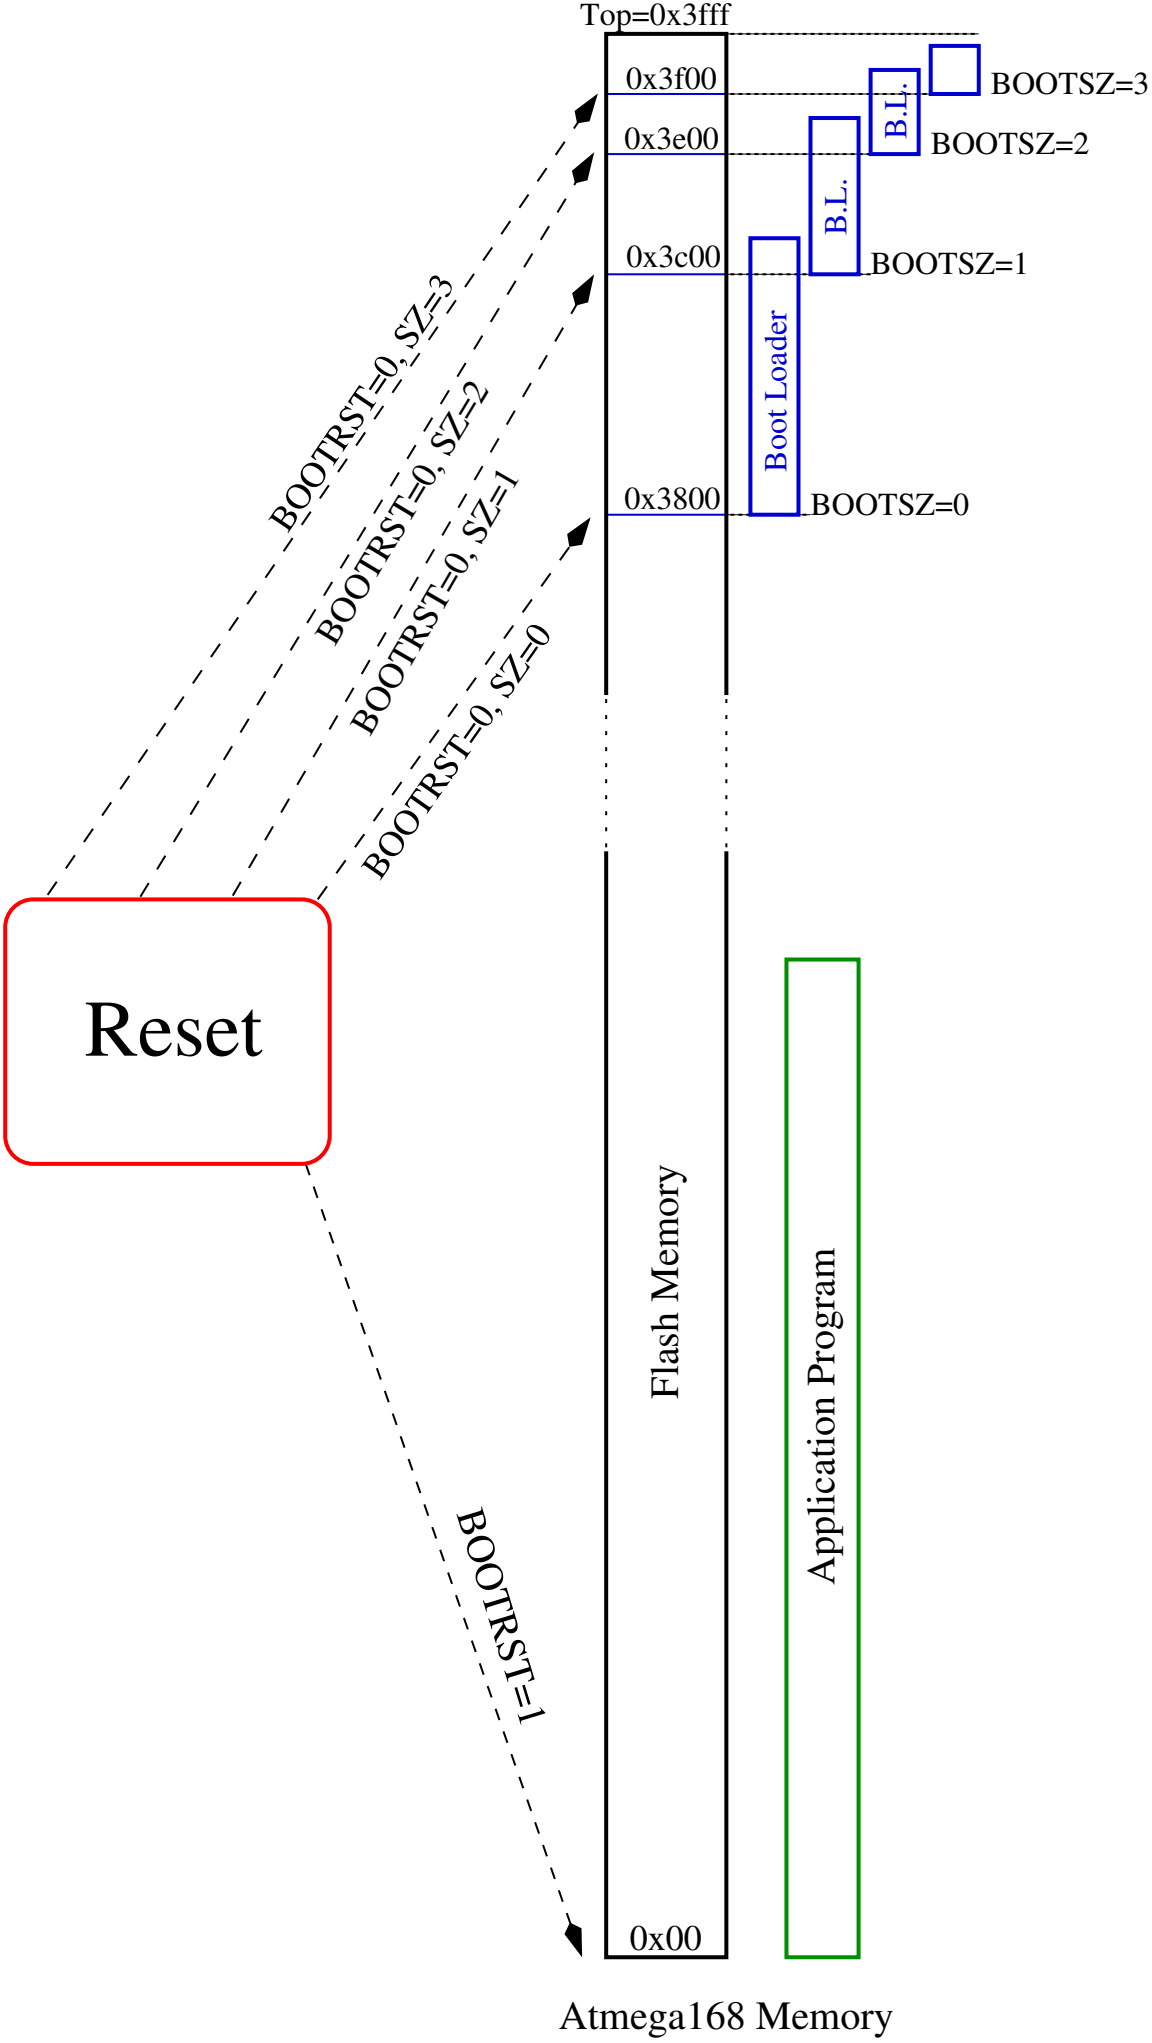 Top=0x3fff
0x3f00
BOOTSZ=3
B.L.
0x3e00
BOOTSZ=2
B.L.
0x3c00
BOOTSZ=1
Boot Loader
0x3800
BOOTSZ=0
BOOTRST=0, SZ=3
BOOTRST=0, SZ=2
BOOTRST=0, SZ=1
BOOTRST=0, SZ=0
Reset
Flash Memory
Application Program
BOOTRST=1
0x00
Atmega168 Memory